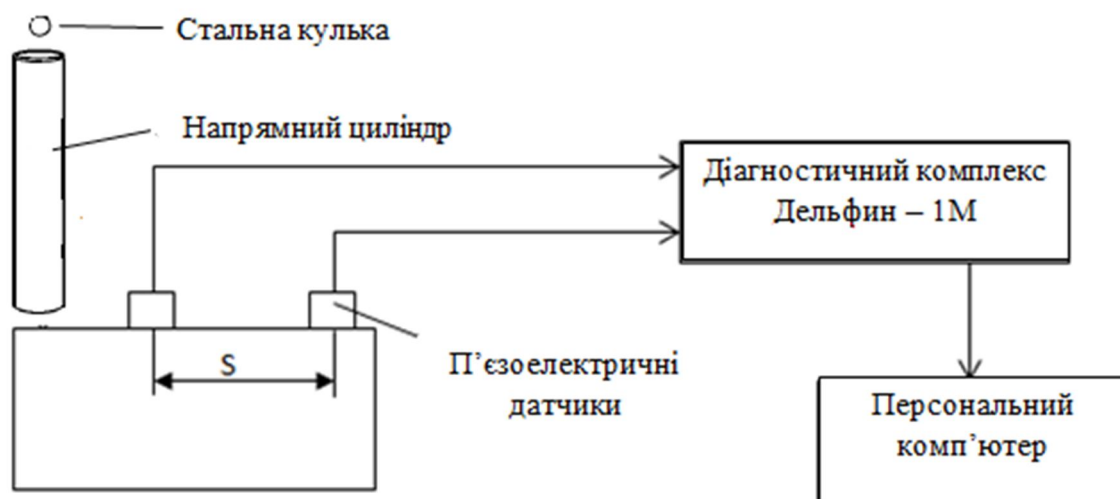 Стальна кулька
Напрямний циліндр
Діагностичний комплекс
Дельфин – 1М
S
П’єзоелектричні
датчики
Персональний
комп’ютер